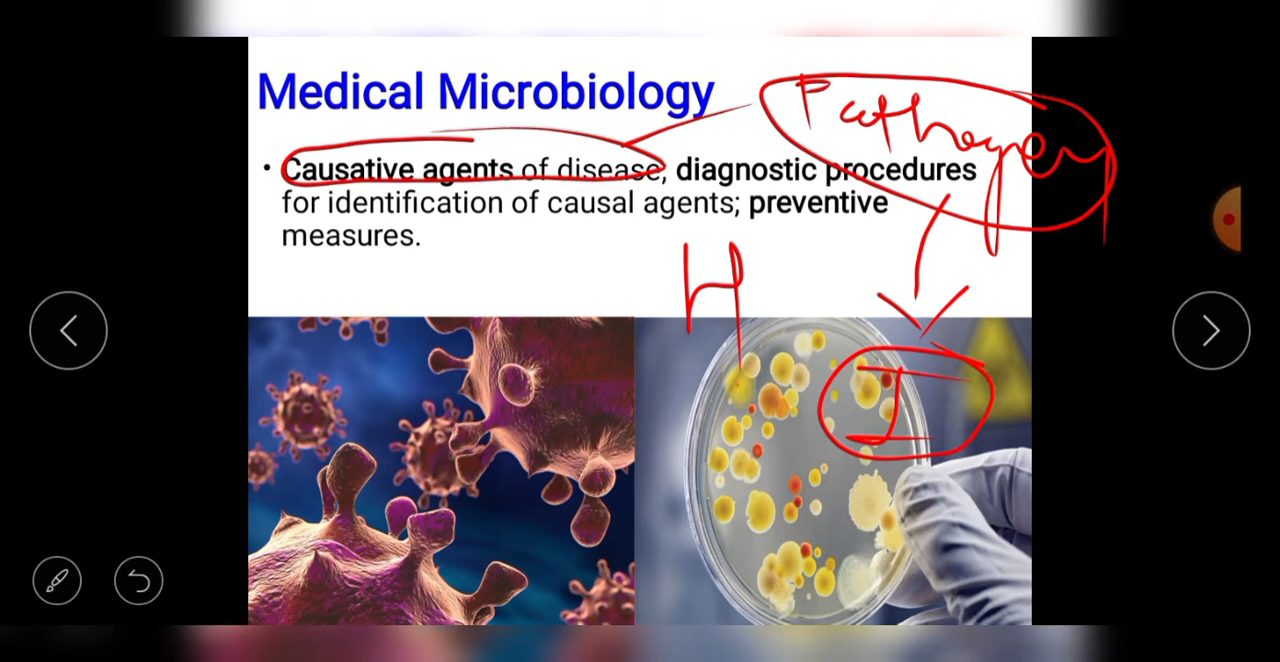 Medical Microbiology
Pathogen
• Causative agents of disease; diagnostic procedures
for identification of causal agents; preventive
measures.
H
I